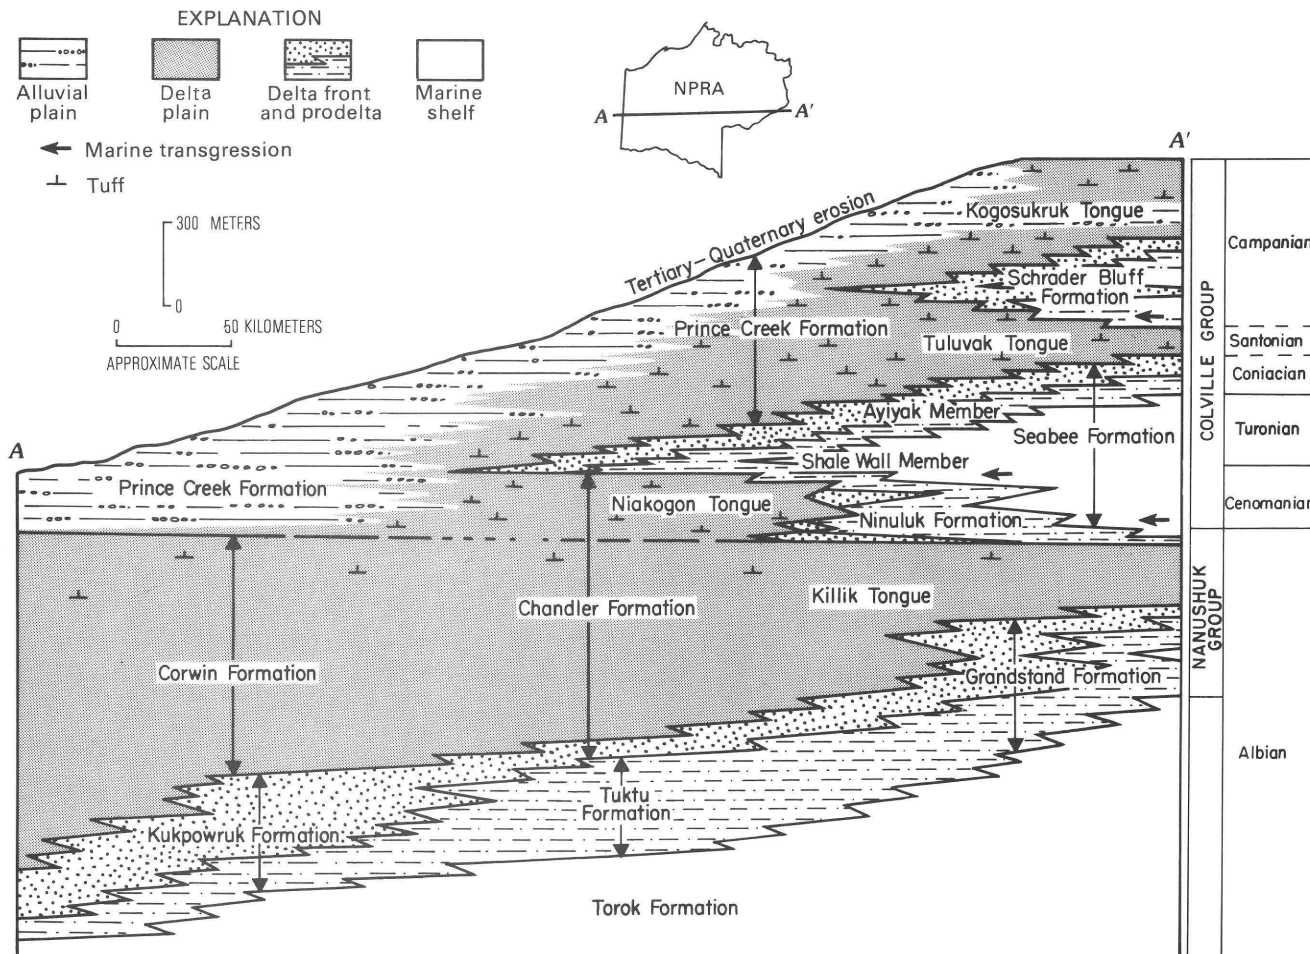 EXPLANATION
Alluvial
plain
Delta
plain
Delta front
and prodelta
Marine
shelf
Marine transgression
Tuff
300 METERS
0
0
50 KILOMETERS
APPROXIMATE SCALE
NPRA
A
A'
A'
A
Tertiary–Quaternary erosion
Kogosukruk Tongue
Schrader Bluff
Formation
Prince Creek Formation
Tuluvak Tongue
Ayiyak Member
Seabee Formation
Shale Wall Member
Prince Creek Formation
Niakogon Tongue
Ninuluk Formation
Killik Tongue
Chandler Formation
Corwin Formation
Grandstand Formation
Tuktu
Formation
Kukpowruk Formation
Torok Formation
COLVILLE GROUP
NANUSHUK
GROUP
Campanian
Santonian
Coniacian
Turonian
Cenomanian
Albian